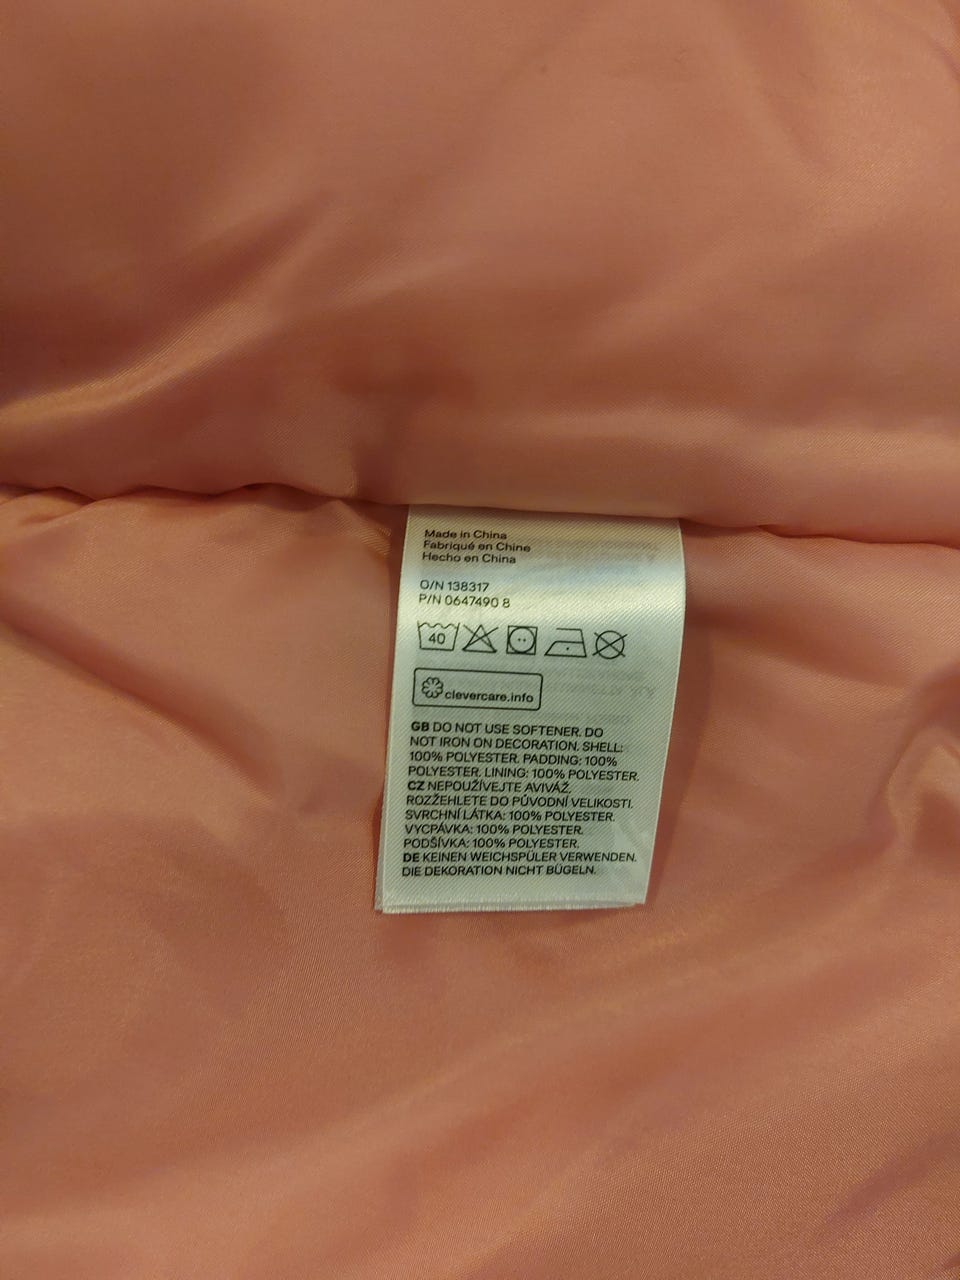 Made in China
Fabriqué en Chine
Hecho en China
O/N 138317
P/N 0647490 8
40
clevercare.info
GB DO NOT USE SOFTENER. DO
NOT IRON ON DECORATION. SHELL:
100% POLYESTER. PADDING: 100%
POLYESTER. LINING: 100% POLYESTER.
CZ NEPOUŽÍVEJTE AVIVÁŽ.
ROZŽEHLETE DO PŮVODNÍ VELIKOSTI.
SVRCHNÍ LÁTKA: 100% POLYESTER.
VYCPÁVKA: 100% POLYESTER.
PODŠÍVKA: 100% POLYESTER.
DE KEINEN WEICHSPÜLER VERWENDEN.
DIE DEKORATION NICHT BÜGELN.